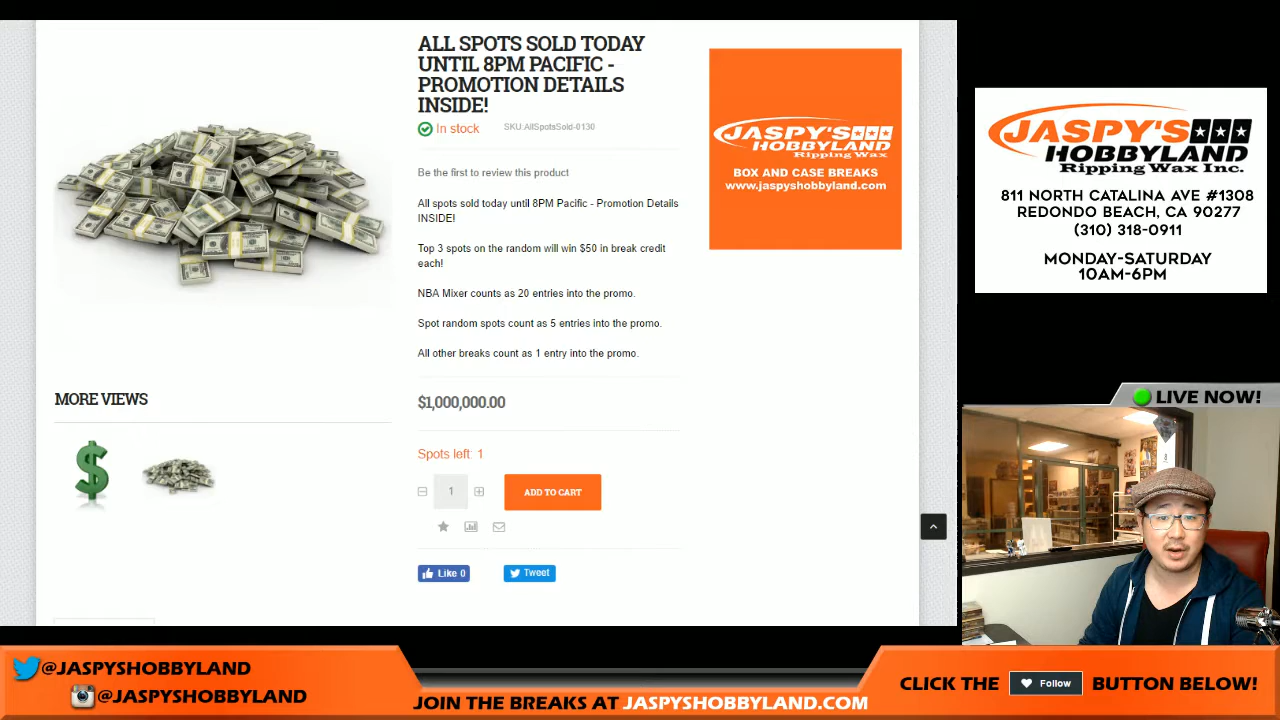 ALL SPOTS SOLD TODAY
UNTIL 8PM PACIFIC -
PROMOTION DETAILS
INSIDE!
In stock
SKU:AllSpotsSold-0130
Be the first to review this product
All spots sold today until 8PM Pacific - Promotion Details
INSIDE!
Top 3 spots on the random will win $50 in break credit
each!
NBA Mixer counts as 20 entries into the promo.
Spot random spots count as 5 entries into the promo.
All other breaks count as 1 entry into the promo.
$1,000,000.00
Spots left: 1
1
ADD TO CART
Like 0
Tweet
MORE VIEWS
JASPY'S
HOBBYLAND
Ripping Wax
BOX AND CASE BREAKS
www.jaspyshobbyland.com
JASPY'S
HOBBYLAND
Ripping Wax Inc.
811 NORTH CATALINA AVE #1308
REDONDO BEACH, CA 90277
(310) 318-0911
MONDAY-SATURDAY
10AM-6PM
LIVE NOW!
@JASPYSHOBBYLAND
@JASPYSHOBBYLAND
JOIN THE BREAKS AT JASPYSHOBBYLAND.COM
CLICK THE Follow BUTTON BELOW!